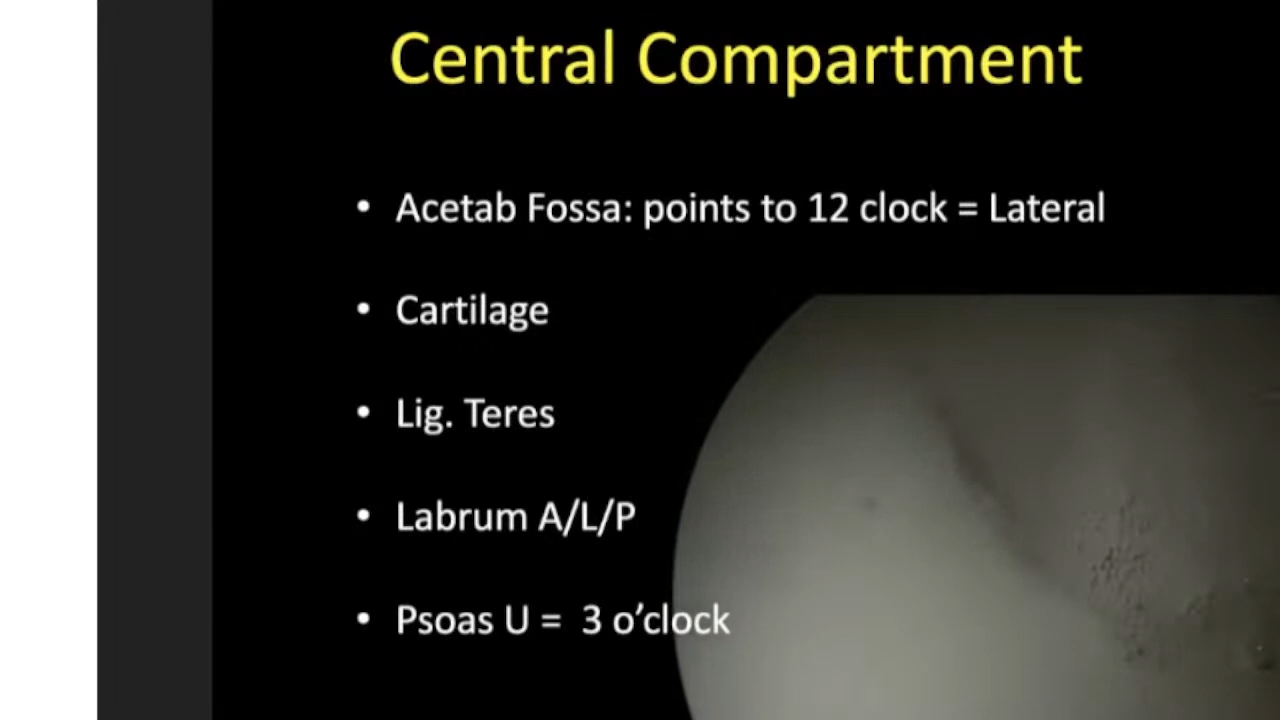 Central Compartment
• Acetab Fossa: points to 12 clock = Lateral
• Cartilage
• Lig. Teres
• Labrum A/L/P
• Psoas U = 3 o’clock